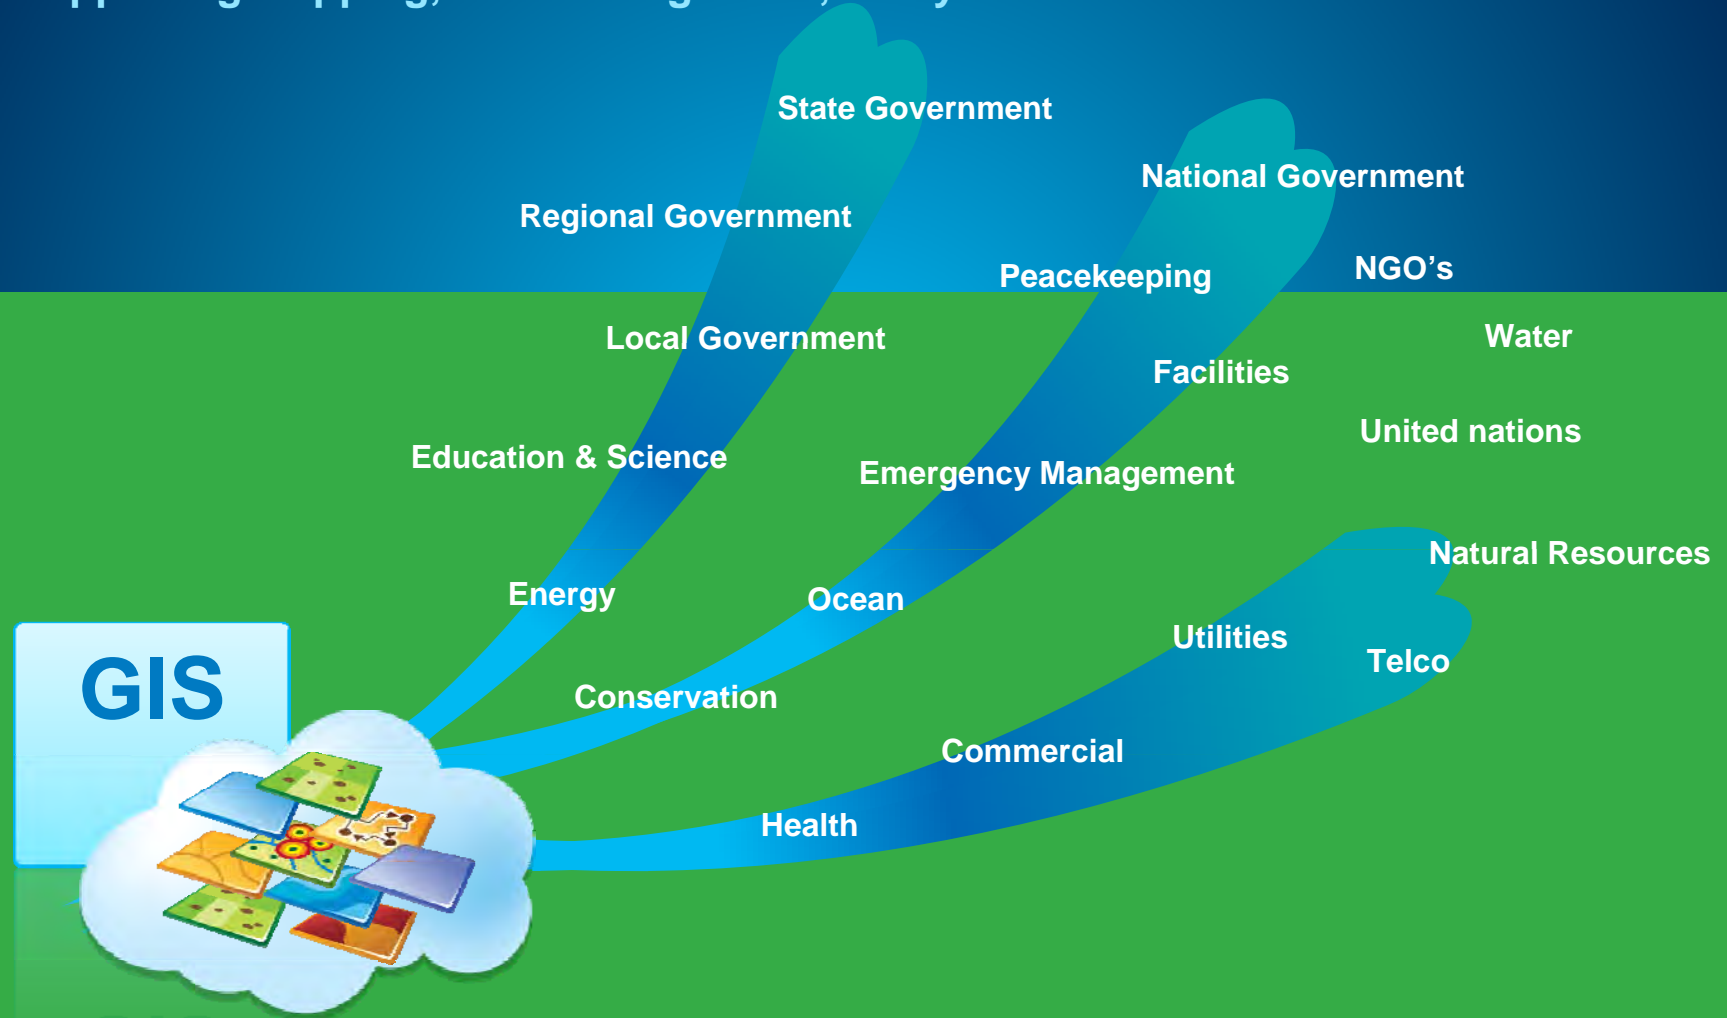 State Government
National Government
Regional Government
NGO’s
Peacekeeping
Water
Local Government
Facilities
United nations
Education & Science
Emergency Management
Natural Resources
Energy
Ocean
Utilities
Telco
GIS
Conservation
Commercial
Health